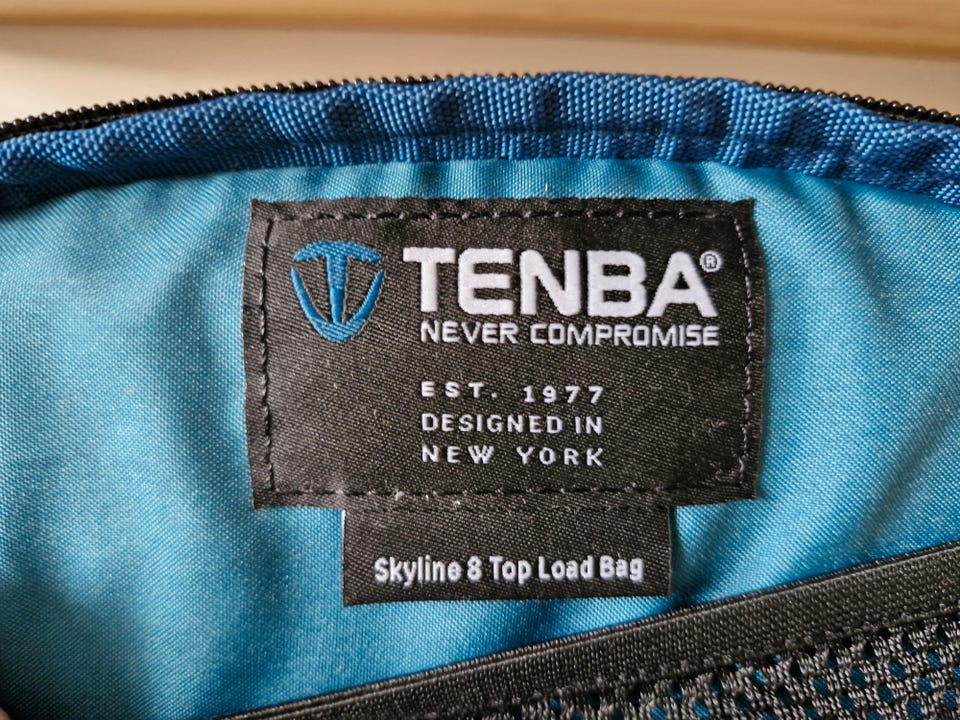 TENBA®
NEVER COMPROMISE
EST. 1977
DESIGNED IN
NEW YORK
Skyline 8 Top Load Bag